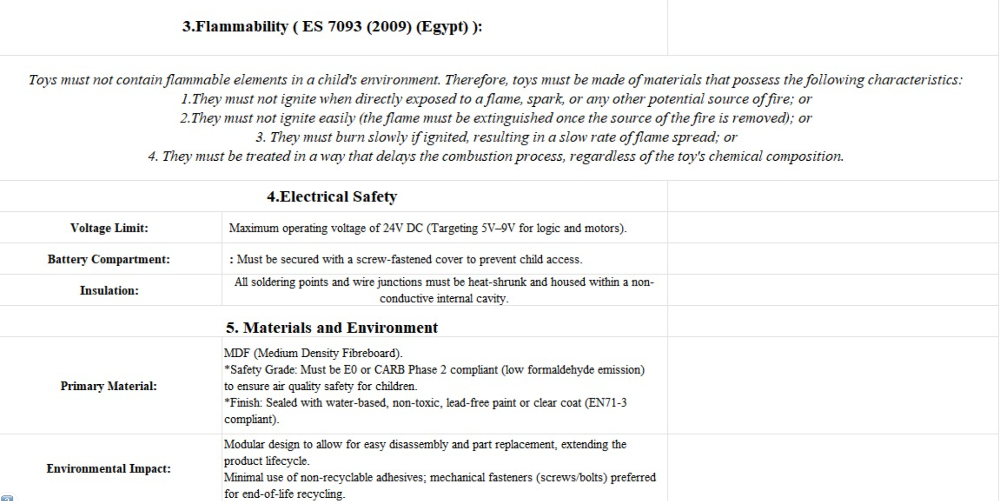 3.Flammability ( ES 7093 (2009) (Egypt) ):
Toys must not contain flammable elements in a child's environment. Therefore, toys must be made of materials that possess the following characteristics:
1.They must not ignite when directly exposed to a flame, spark, or any other potential source of fire; or
2.They must not ignite easily (the flame must be extinguished once the source of the fire is removed); or
3. They must burn slowly if ignited, resulting in a slow rate of flame spread; or
4. They must be treated in a way that delays the combustion process, regardless of the toy's chemical composition.
4.Electrical Safety
Voltage Limit:
Maximum operating voltage of 24V DC (Targeting 5V–9V for logic and motors).
Battery Compartment:
: Must be secured with a screw-fastened cover to prevent child access.
Insulation:
All soldering points and wire junctions must be heat-shrunk and housed within a non-
conductive internal cavity.
5. Materials and Environment
Primary Material:
MDF (Medium Density Fibreboard).
*Safety Grade: Must be E0 or CARB Phase 2 compliant (low formaldehyde emission)
to ensure air quality safety for children.
*Finish: Sealed with water-based, non-toxic, lead-free paint or clear coat (EN71-3
compliant).
Environmental Impact:
Modular design to allow for easy disassembly and part replacement, extending the
product lifecycle.
Minimal use of non-recyclable adhesives; mechanical fasteners (screws/bolts) preferred
for end-of-life recycling.